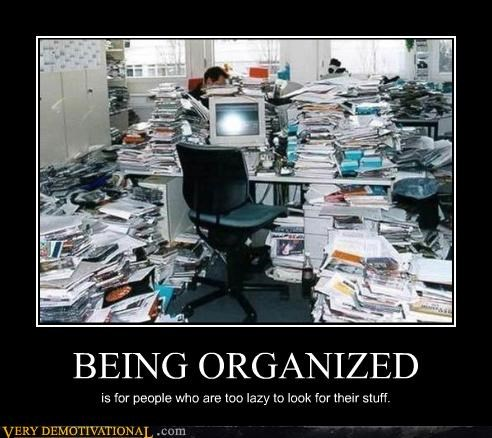 BEING ORGANIZED
is for people who are too lazy to look for their stuff.
VERY DEMOTIVATIONAL .com